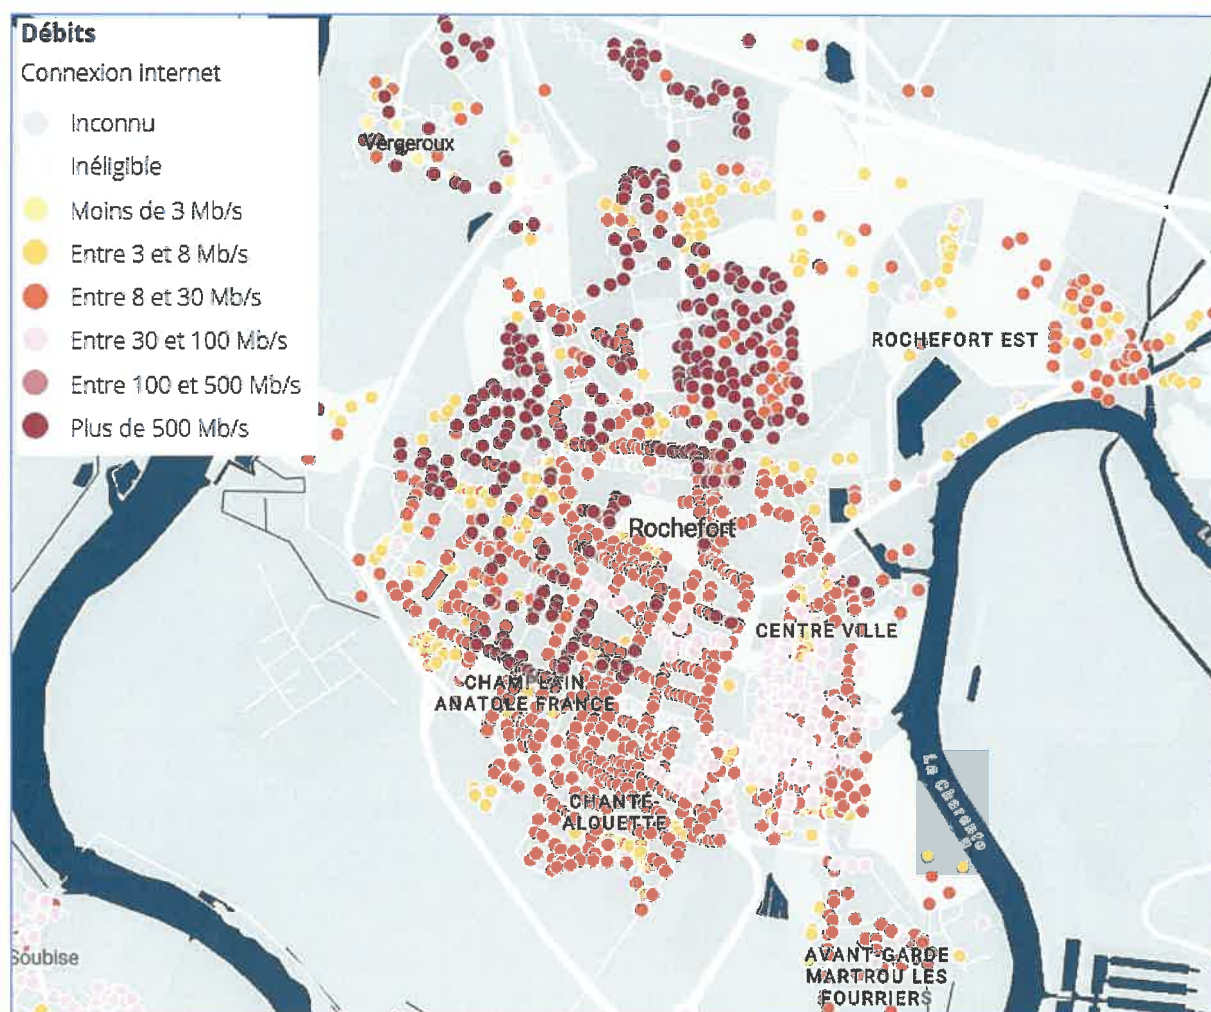 Débits
Connexion internet
Inconnu
Inéligible
Moins de 3 Mb/s
Entre 3 et 8 Mb/s
Entre 8 et 30 Mb/s
Entre 30 et 100 Mb/s
Entre 100 et 500 Mb/s
Plus de 500 Mb/s
Vergeroux
ROCHEFORT EST
Rochefort
CENTRE VILLE
CHAMPLAIN
ANATOLE FRANCE
La Charente
CHANTE-
ALOUETTE
AVANT-GARDE
MARTROU LES
FOURRIERS
Soubise